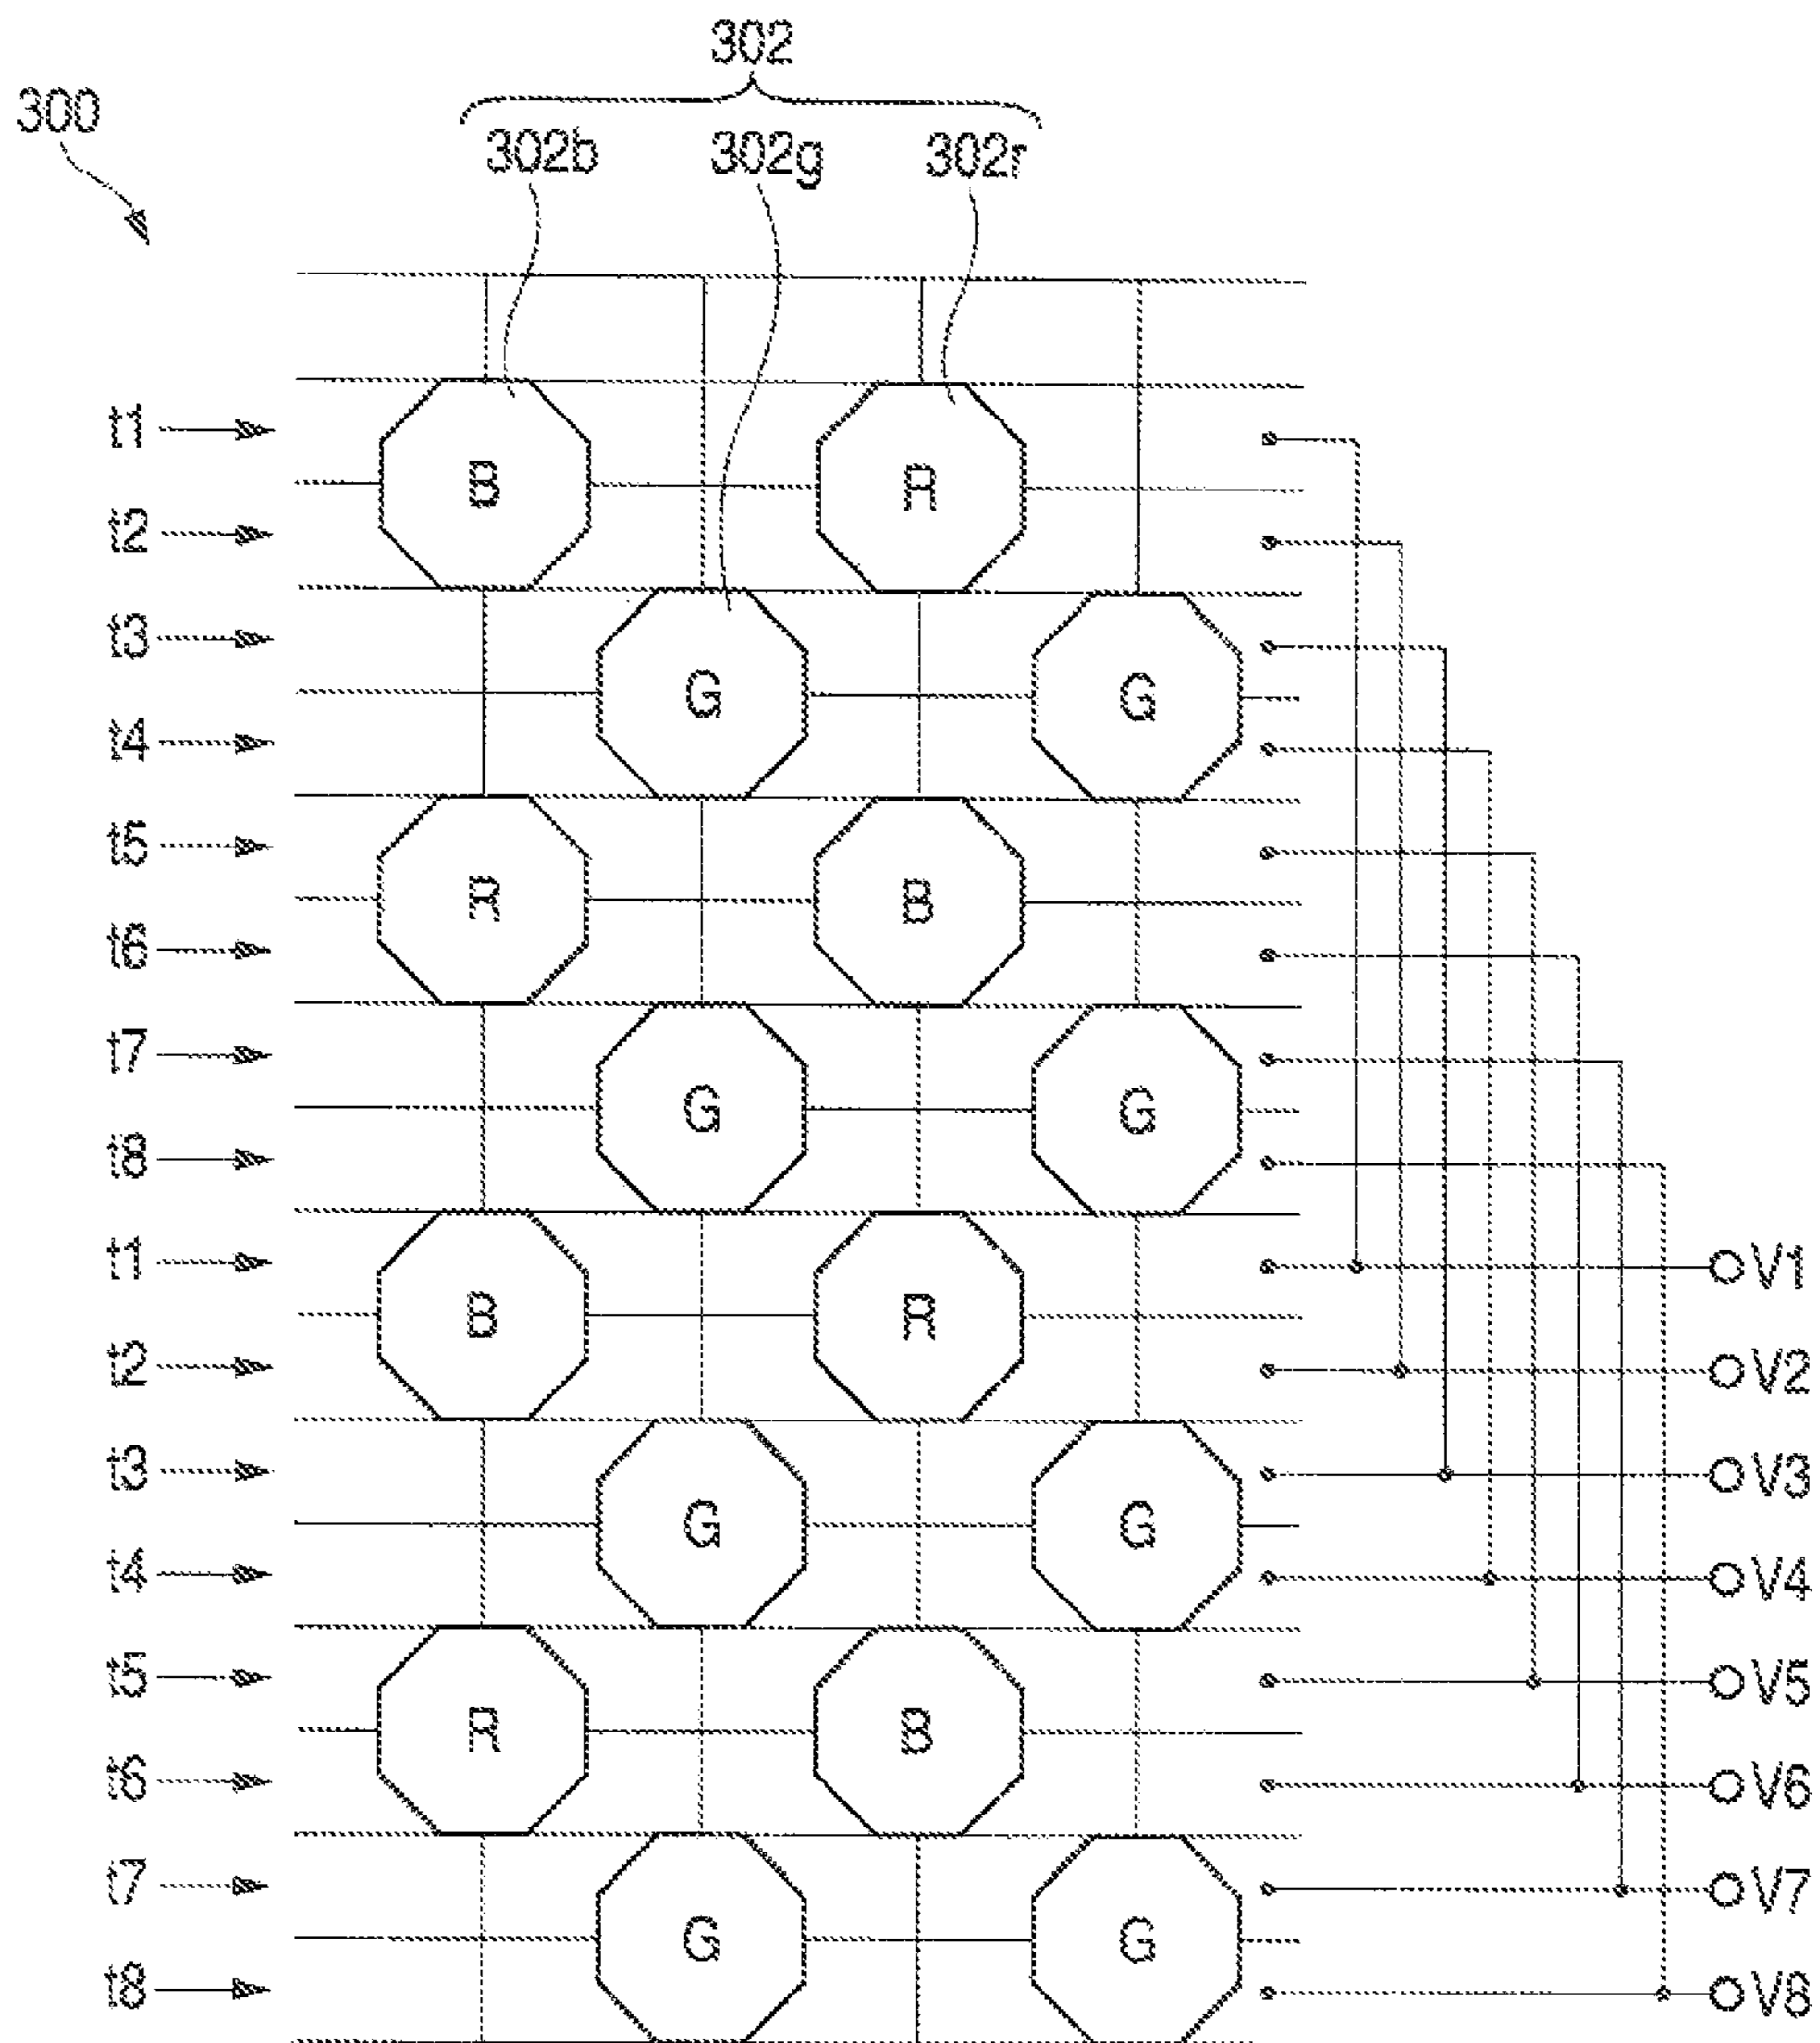 302
300
302b 302g 302r
t1
B R
t2
t3
G G
t4
t5
R B
t6
t7
G G
t8
t1 V1
B R
t2 V2
t3 V3
G G
t4 V4
t5 V5
R B
t6 V6
t7 V7
G G
t8 V8